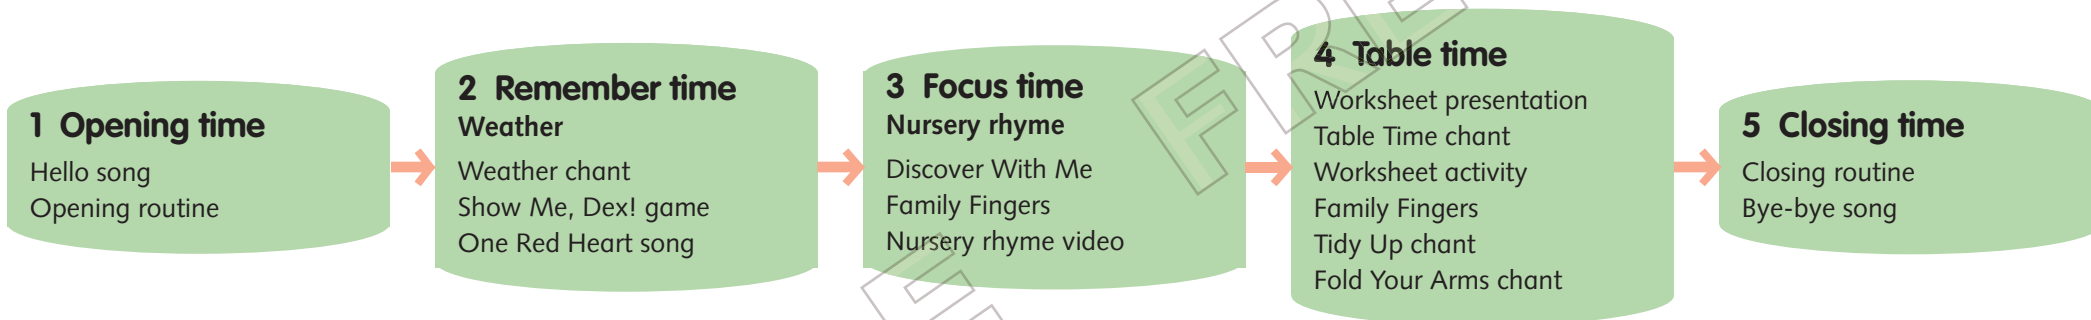 1 Opening time
Hello song
Opening routine
2 Remember time
Weather
Weather chant
Show Me, Dex! game
One Red Heart song
3 Focus time
Nursery rhyme
Discover With Me
Family Fingers
Nursery rhyme video
4 Table time
Worksheet presentation
Table Time chant
Worksheet activity
Family Fingers
Tidy Up chant
Fold Your Arms chant
5 Closing time
Closing routine
Bye-bye song
FRE
E